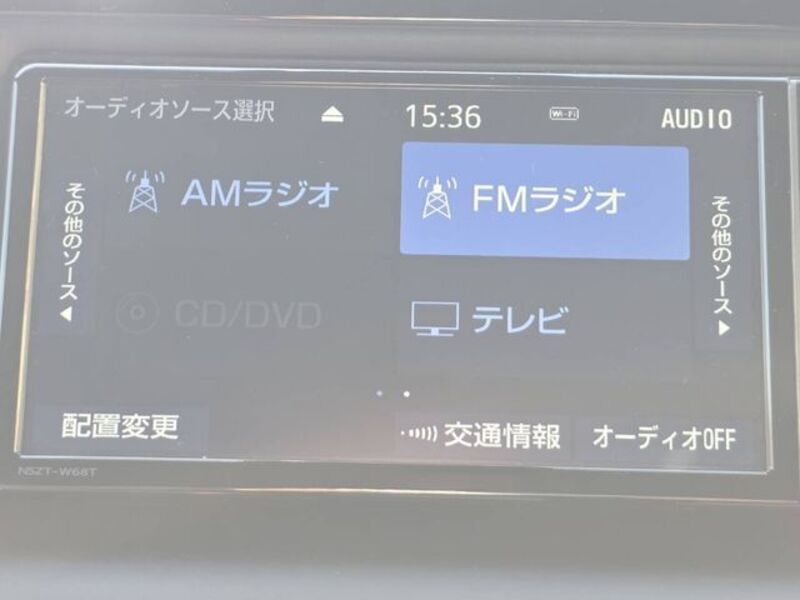 オーディオソース選択
15:36
Wi-Fi
AUDIO
その他のソース
AMラジオ
FMラジオ
その他のソース
CD/DVD
テレビ
配置変更
交通情報
オーディオOFF
NSZT-W68T